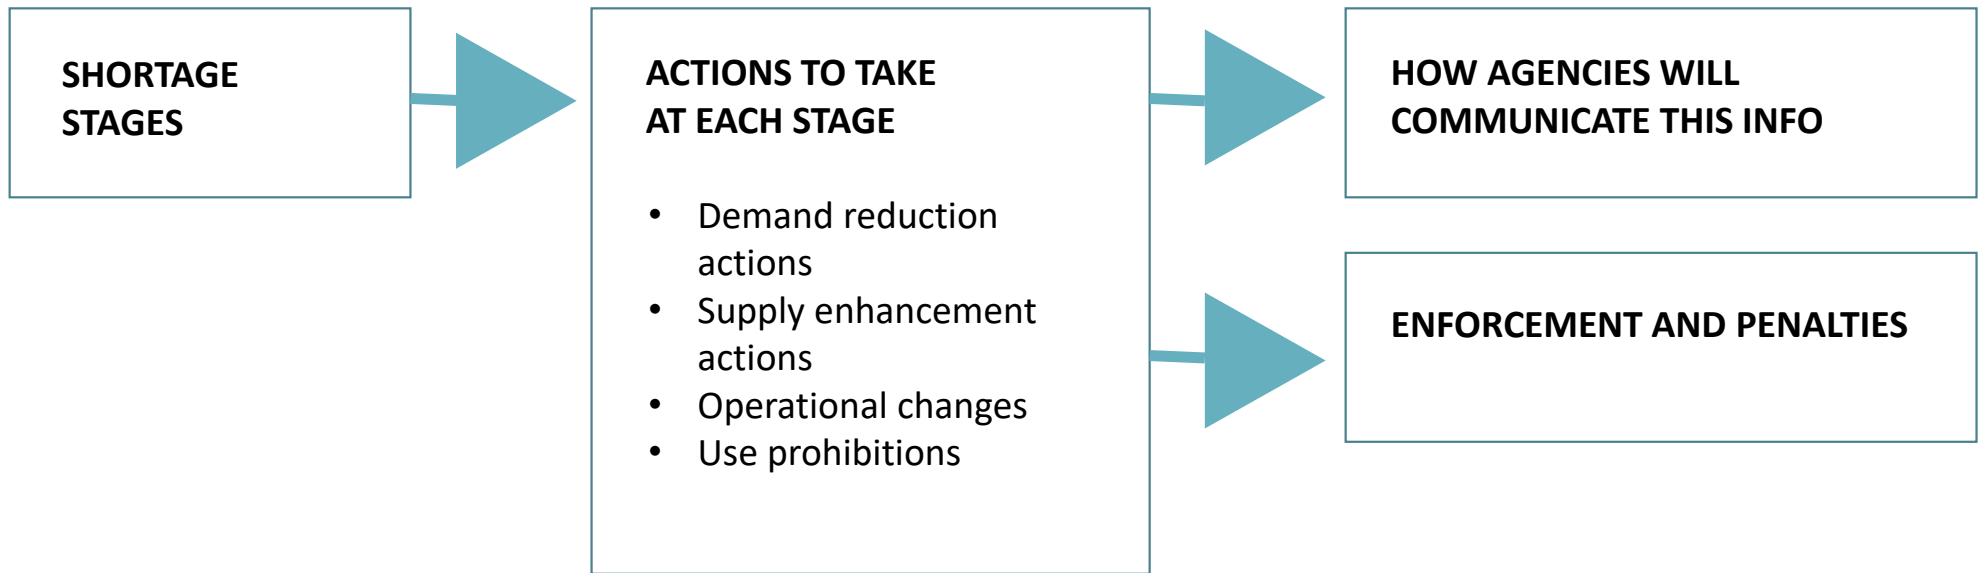 SHORTAGE
STAGES
ACTIONS TO TAKE
AT EACH STAGE
• Demand reduction
actions
• Supply enhancement
actions
• Operational changes
• Use prohibitions
HOW AGENCIES WILL
COMMUNICATE THIS INFO
ENFORCEMENT AND PENALTIES